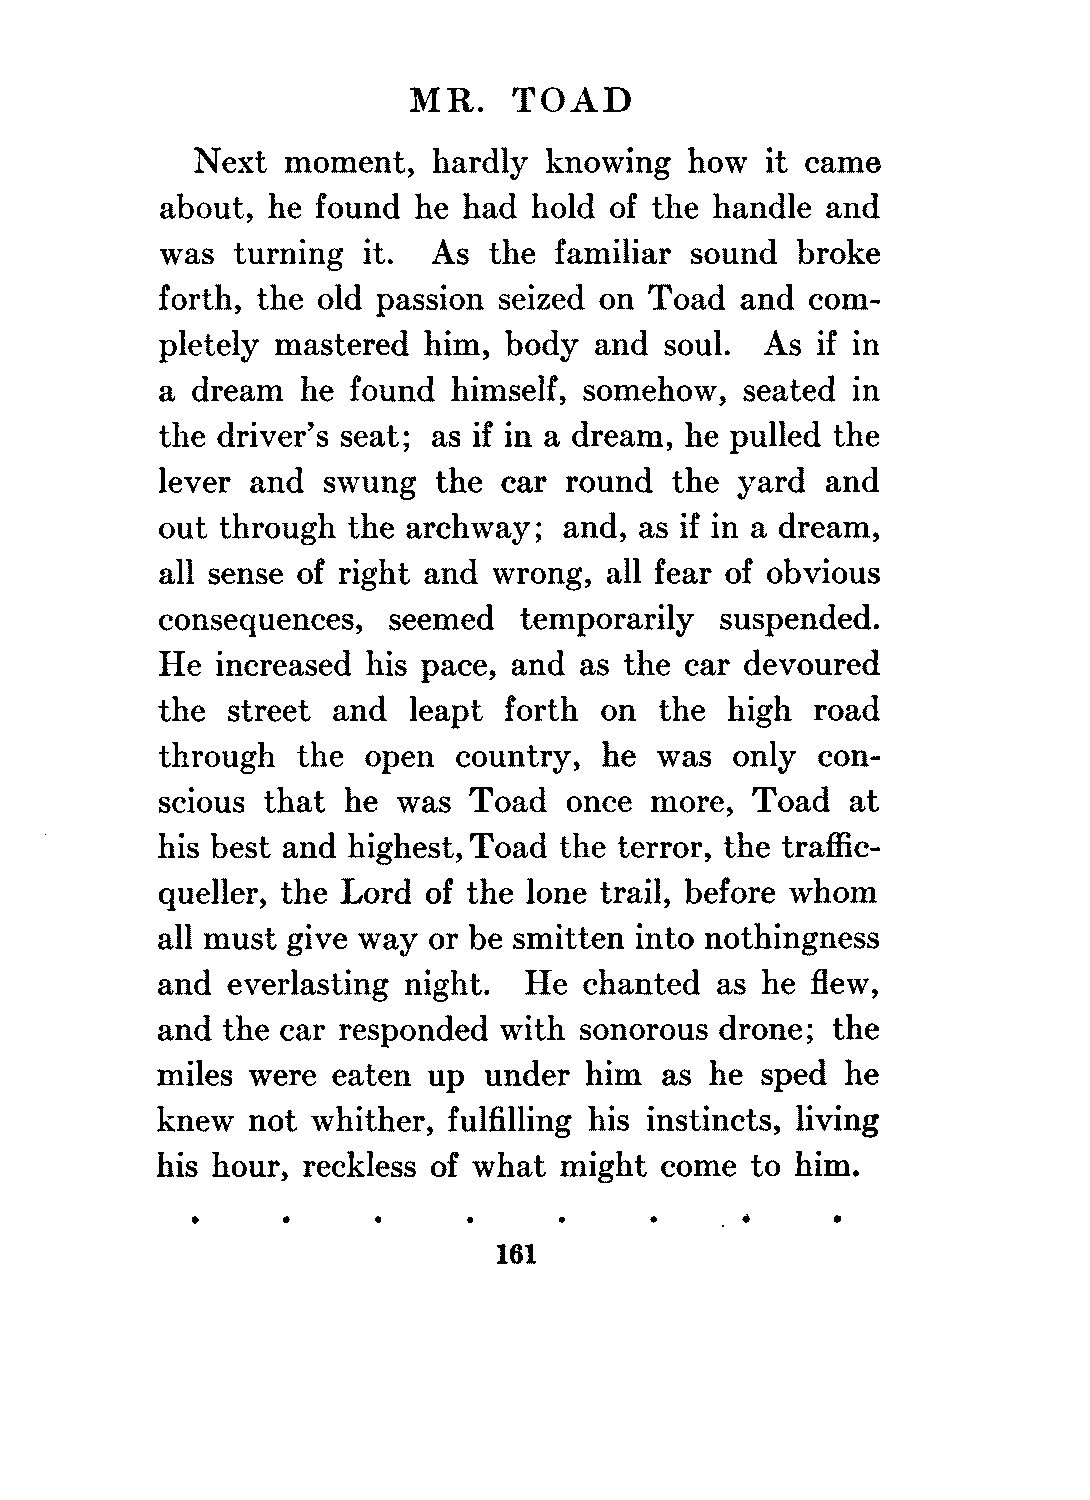 MR. TOAD
Next moment, hardly knowing how it came
about, he found he had hold of the handle and
was turning it. As the familiar sound broke
forth, the old passion seized on Toad and com-
pletely mastered him, body and soul. As if in
a dream he found himself, somehow, seated in
the driver's seat; as if in a dream, he pulled the
lever and swung the car round the yard and
out through the archway; and, as if in a dream,
all sense of right and wrong, all fear of obvious
consequences, seemed temporarily suspended.
He increased his pace, and as the car devoured
the street and leapt forth on the high road
through the open country, he was only con-
scious that he was Toad once more, Toad at
his best and highest, Toad the terror, the traffic-
queller, the Lord of the lone trail, before whom
all must give way or be smitten into nothingness
and everlasting night. He chanted as he flew,
and the car responded with sonorous drone; the
miles were eaten up under him as he sped he
knew not whither, fulfilling his instincts, living
his hour, reckless of what might come to him.
. . . . . . . .
161